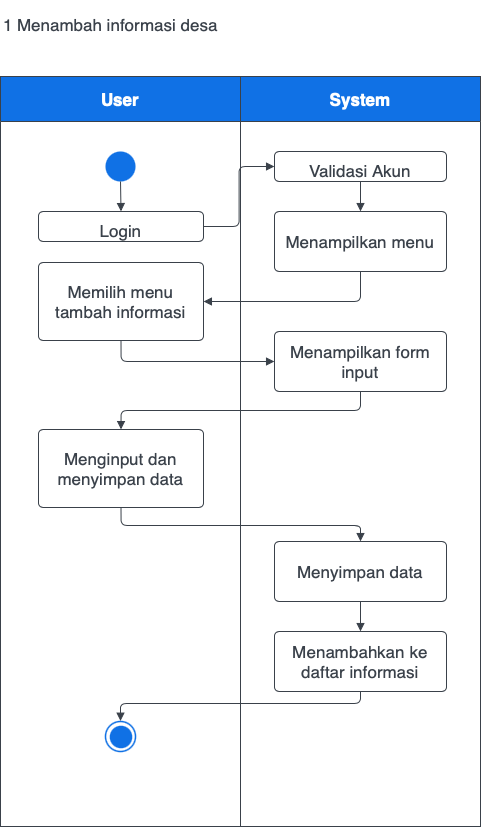 1 Menambah informasi desa
User
System
Validasi Akun
Login
Menampilkan menu
Memilih menu
tambah informasi
Menampilkan form
input
Menginput dan
menyimpan data
Menyimpan data
Menambahkan ke
daftar informasi